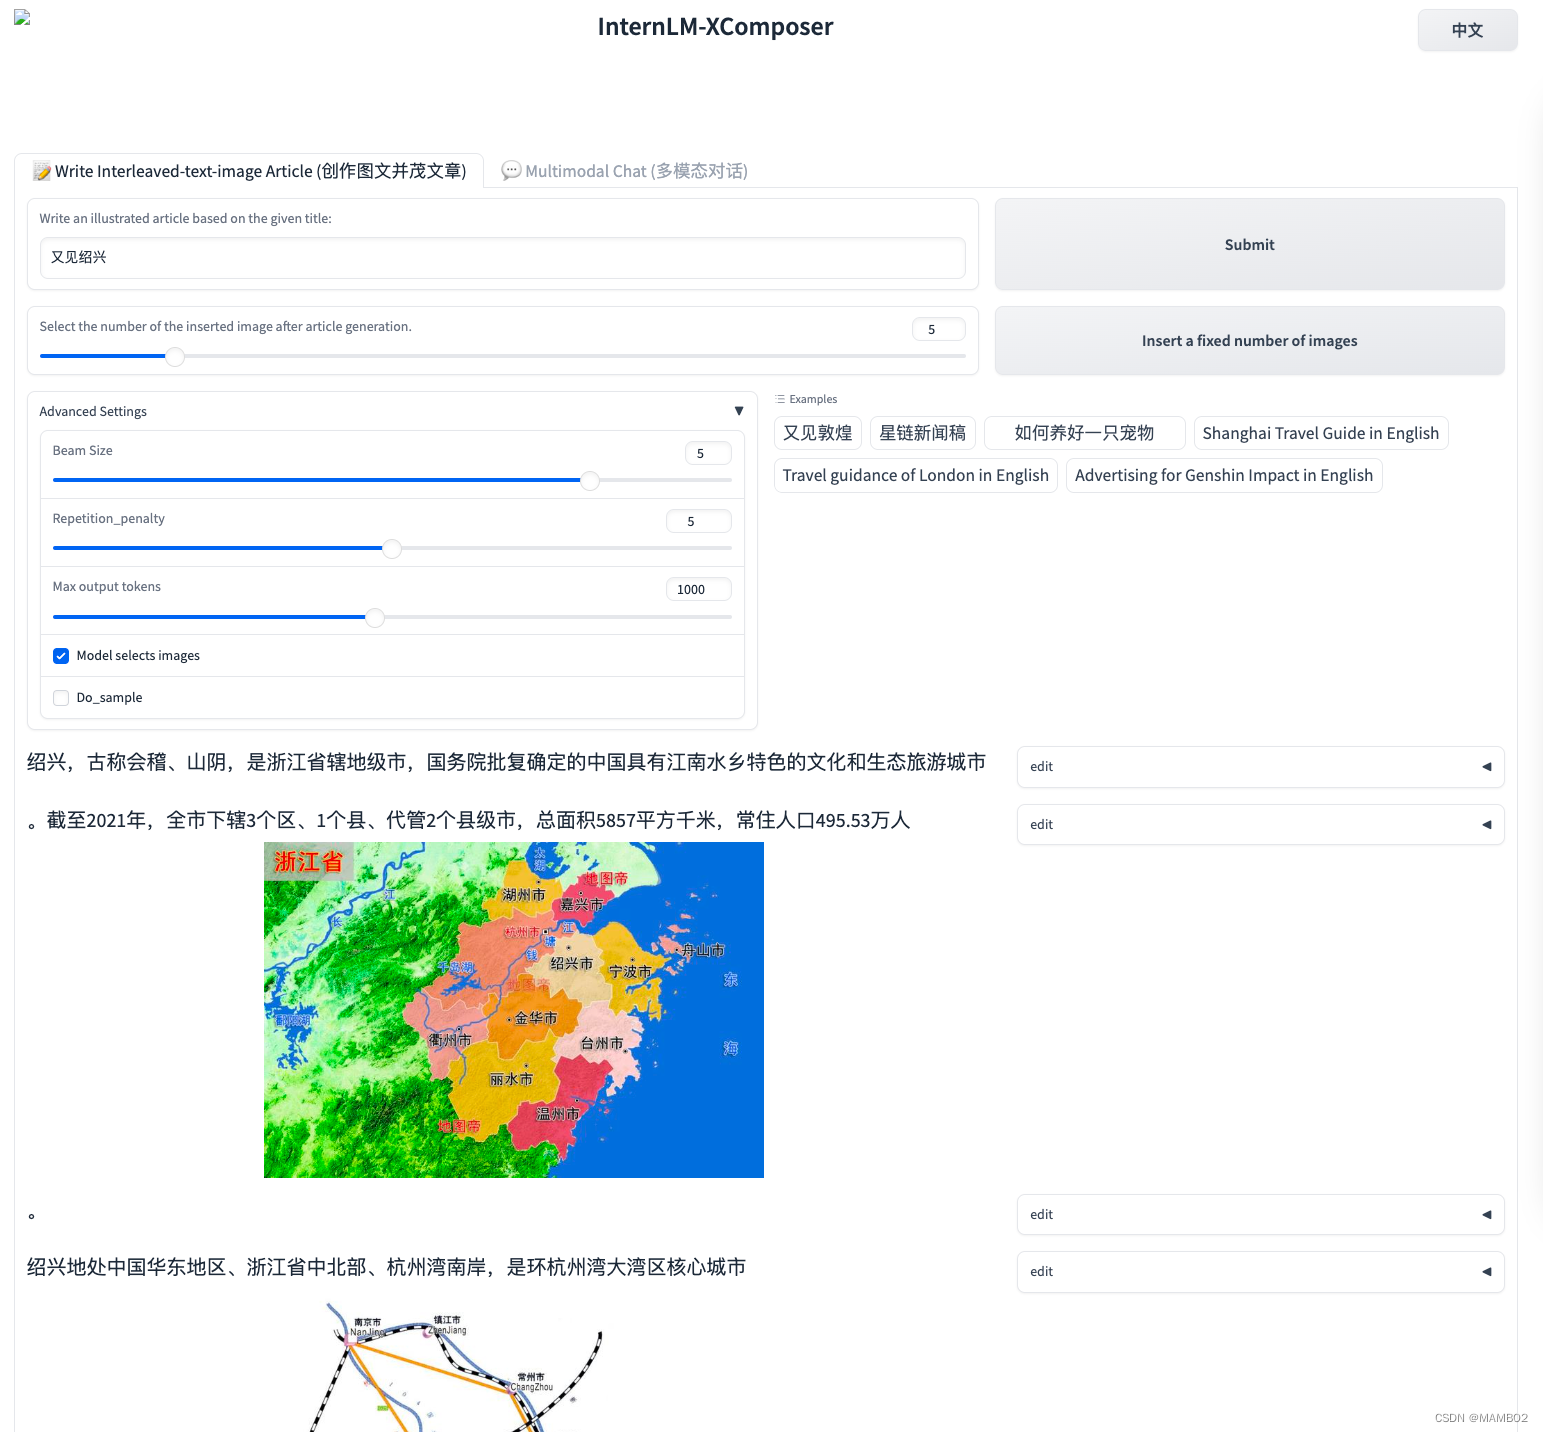 InternLM-XComposer
中文
Write Interleaved-text-image Article (创作图文并茂文章)
Multimodal Chat (多模态对话)
Write an illustrated article based on the given title:
又见绍兴
Submit
Select the number of the inserted image after article generation.
5
Insert a fixed number of images
Advanced Settings
▼
Examples
Beam Size
5
又见敦煌
星链新闻稿
如何养好一只宠物
Shanghai Travel Guide in English
Travel guidance of London in English
Advertising for Genshin Impact in English
Repetition_penalty
5
Max output tokens
1000
Model selects images
Do_sample
绍兴，古称会稽、山阴，是浙江省辖地级市，国务院批复确定的中国具有江南水乡特色的文化和生态旅游城市
edit
。截至2021年，全市下辖3个区、1个县、代管2个县级市，总面积5857平方千米，常住人口495.53万人
edit
浙江省
太湖
江
长
湖州市
地图帝
嘉兴市
杭州市
江
塘
钱
千岛湖
绍兴市
宁波市
舟山市
地图帝
东
金华市
衢州市
台州市
海
丽水市
温州市
地图帝
。
edit
绍兴地处中国华东地区、浙江省中北部、杭州湾南岸，是环杭州湾大湾区核心城市
edit
南京市
NanJing
镇江市
ZhenJiang
常州市
ChangZhou
CSDN @MAMBO2